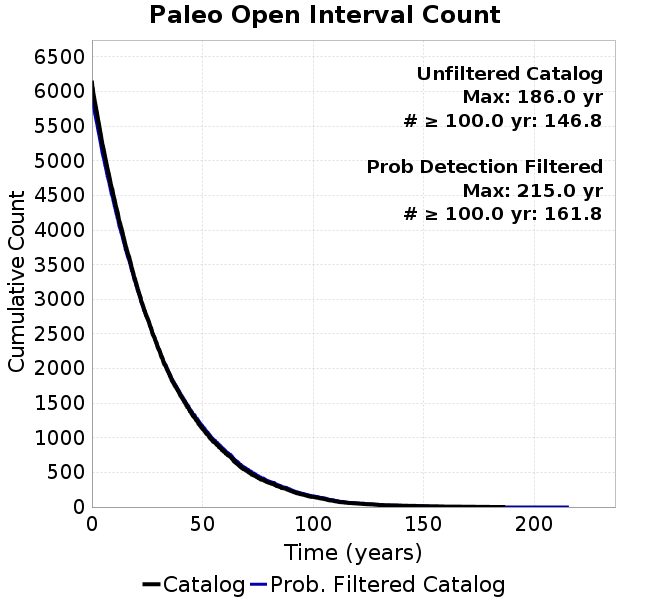 Paleo Open Interval Count
Unfiltered Catalog
Max: 186.0 yr
# ≥ 100.0 yr: 146.8
Prob Detection Filtered
Max: 215.0 yr
# ≥ 100.0 yr: 161.8
Cumulative Count
6500
6000
5500
5000
4500
4000
3500
3000
2500
2000
1500
1000
500
0
0 50 100 150 200
Time (years)
Catalog Prob. Filtered Catalog